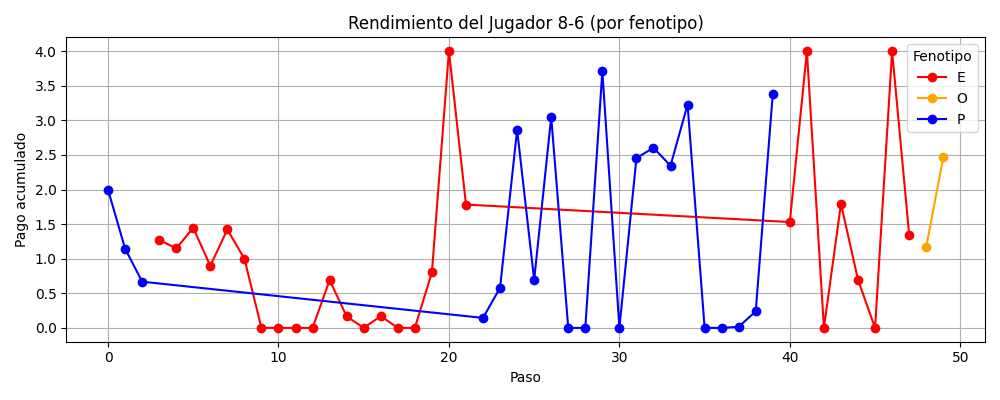 Rendimiento del Jugador 8-6 (por fenotipo)
Pago acumulado
4.0
3.5
3.0
2.5
2.0
1.5
1.0
0.5
0.0
Fenotipo
E
O
P
0
10
20
30
40
50
Paso